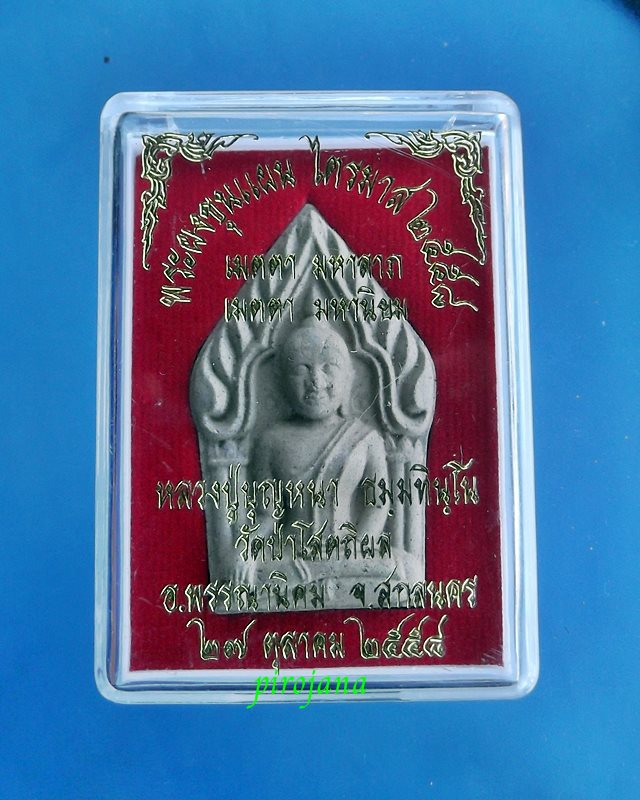 พระผงขุนแผน ไตรมาส ๒๕๕๔
เมตตา มหาลาภ
เมตตา มหานิยม
หลวงปู่บุญหนา ธมฺมทินฺโน
วัดป่าโสตถิผล
อ.พรรณานิคม จ.สกลนคร
๒๗ ตุลาคม ๒๕๕๔
pirojana